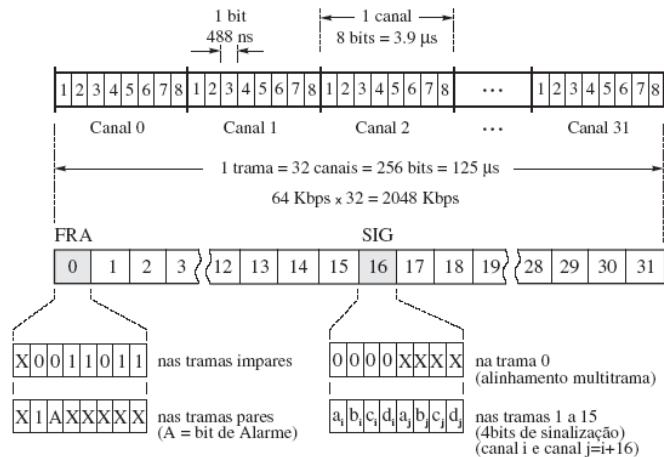 1 bit
488 ns
1 canal
8 bits = 3.9 µs
1 2 3 4 5 6 7 8 1 2 3 4 5 6 7 8 1 2 3 4 5 6 7 8 ... 1 2 3 4 5 6 7 8
Canal 0 Canal 1 Canal 2 ... Canal 31
1 trama = 32 canais = 256 bits = 125 µs
64 Kbps x 32 = 2048 Kbps
FRA SIG
0 1 2 3 12 13 14 15 16 17 18 19 28 29 30 31
X 0 0 1 1 0 1 1 nas tramas impares
0 0 0 0 X X X X na trama 0
(alinhamento multitrama)
X 1 A X X X X X nas tramas pares
(A = bit de Alarme)
ai bi ci di aj bj cj dj nas tramas 1 a 15
(4bits de sinalização)
(canal i e canal j=i+16)